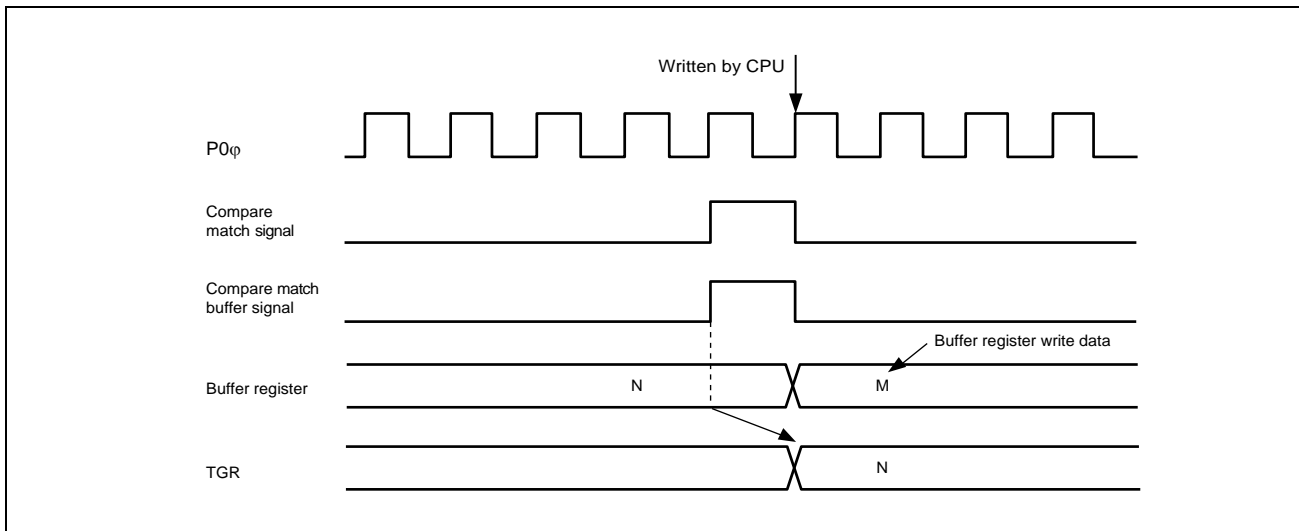 Written by CPU
P0φ
Compare
match signal
Compare match
buffer signal
Buffer register write data
Buffer register
N
M
TGR
N